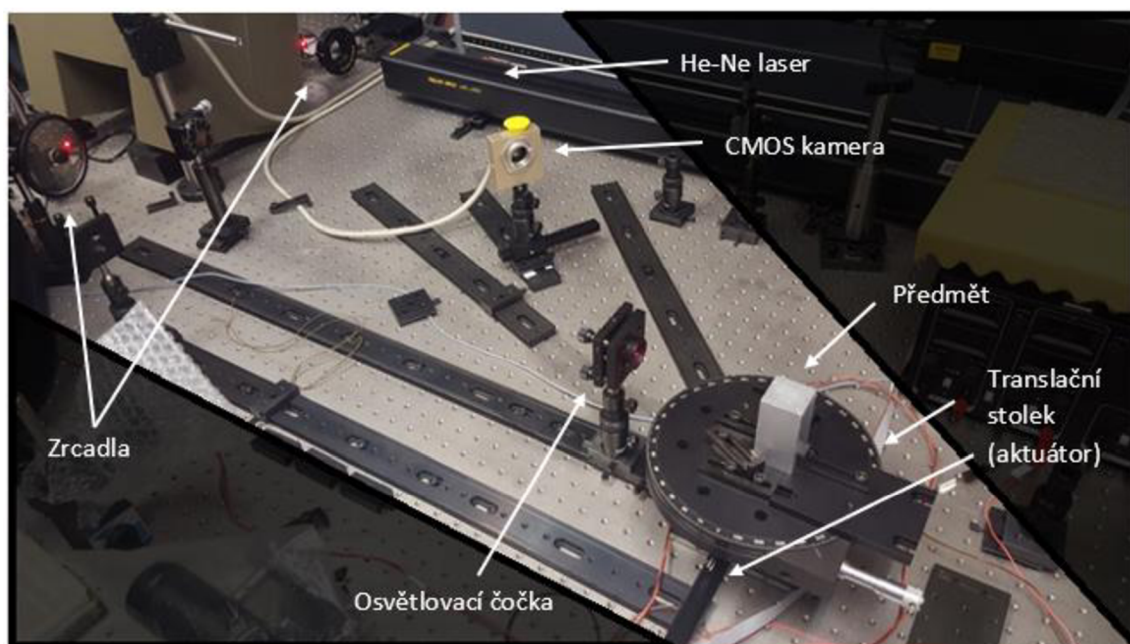 He-Ne laser
CMOS kamera
Předmět
Translační
stolek
(aktuátor)
Zrcadla
Osvětlovací čočka